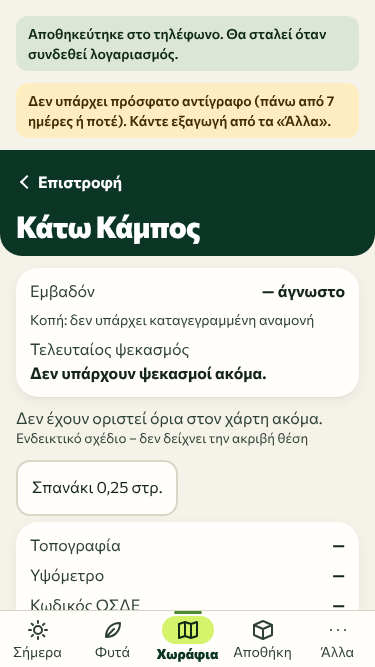 Αποθηκεύτηκε στο τηλέφωνο. Θα σταλεί όταν
συνδεθεί λογαριασμός.
Δεν υπάρχει πρόσφατο αντίγραφο (πάνω από 7
ημέρες ή ποτέ). Κάντε εξαγωγή από τα «Άλλα».
Επιστροφή
Κάτω Κάμπος
Εμβαδόν — άγνωστο
Κοπή: δεν υπάρχει καταγεγραμμένη αναμονή
Τελευταίος ψεκασμός
Δεν υπάρχουν ψεκασμοί ακόμα.
Δεν έχουν οριστεί όρια στον χάρτη ακόμα.
Ενδεικτικό σχέδιο – δεν δείχνει την ακριβή θέση
Σπανάκι 0,25 στρ.
Τοπογραφία —
Υψόμετρο —
Κωδικός ΟΣΔΕ —
Σήμερα Φυτά Χωράφια Αποθήκη Άλλα